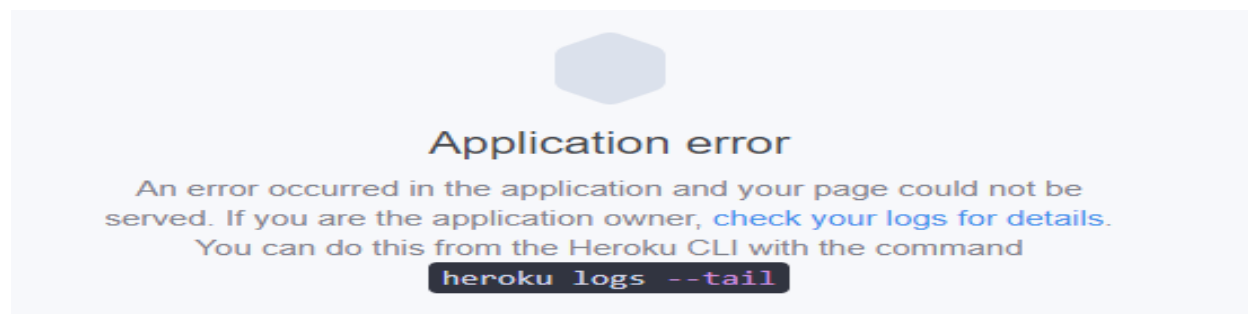 Application error
An error occurred in the application and your page could not be
served. If you are the application owner, check your logs for details.
You can do this from the Heroku CLI with the command
heroku logs --tail